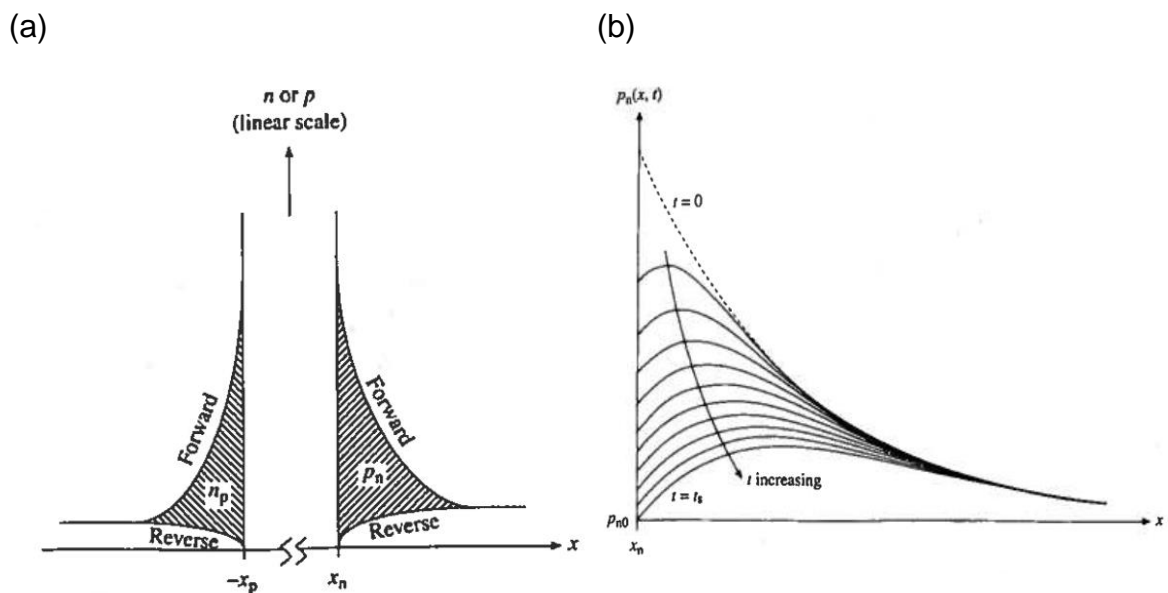 (a)
(b)
n or p
(linear scale)
Forward
Forward
n_p
p_n
Reverse
Reverse
x
-x_p
x_n
p_n(x, t)
t = 0
t increasing
t = t_s
p_n0
x_n
x